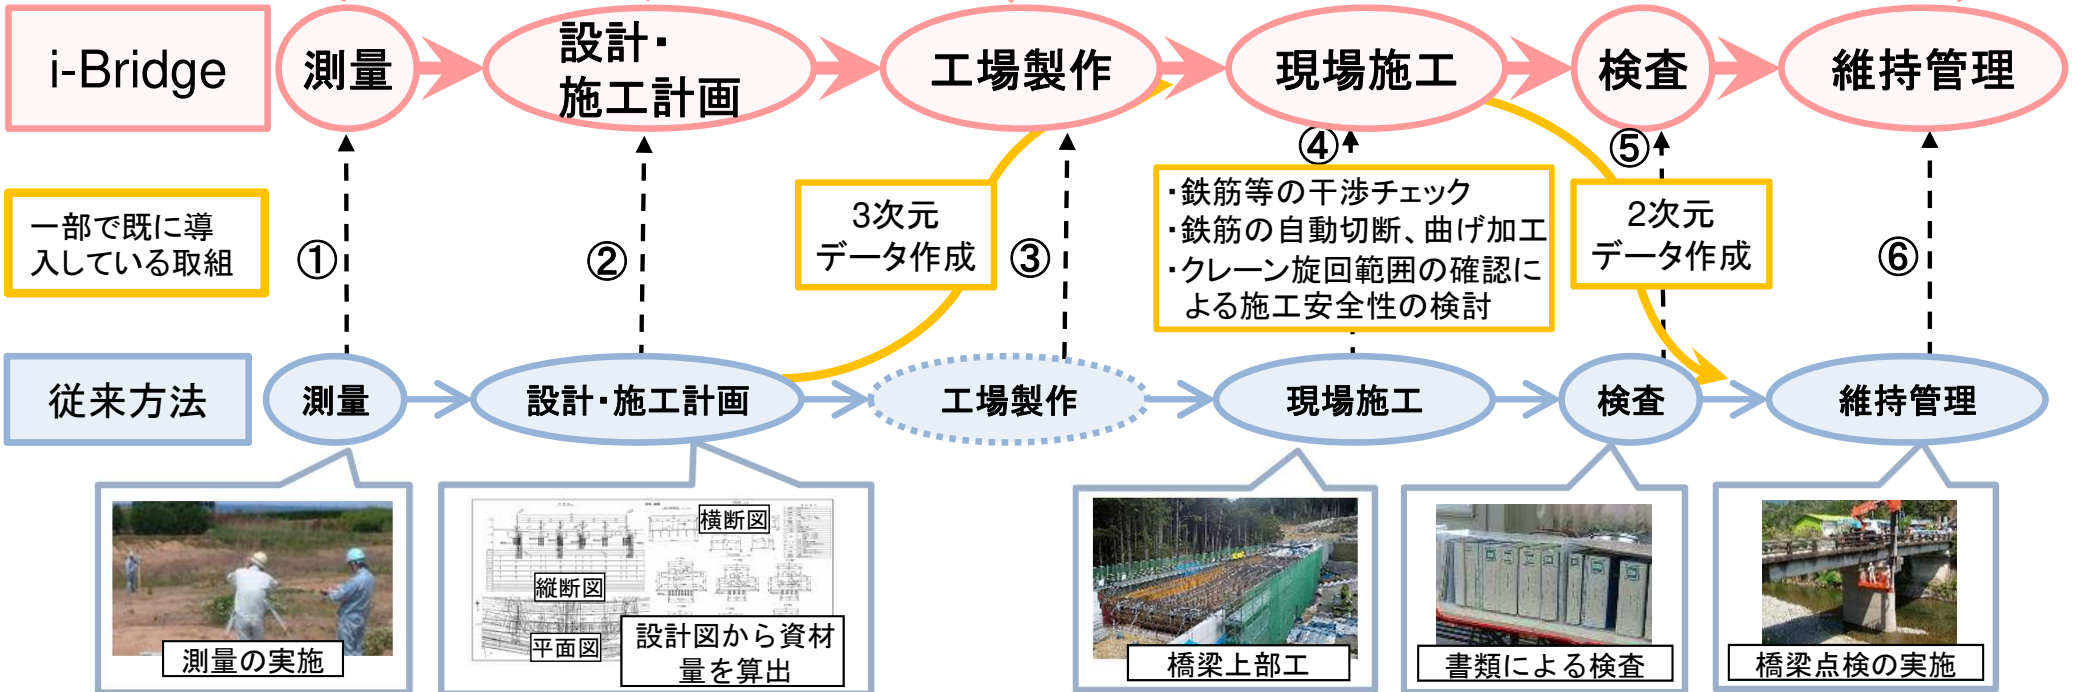 i-Bridge
測量
設計・
施工計画
工場製作
現場施工
検査
維持管理
一部で既に導
入している取組
①
②
3次元
データ作成
③
④
・鉄筋等の干渉チェック
・鉄筋の自動切断、曲げ加工
・クレーン旋回範囲の確認に
よる施工安全性の検討
⑤
2次元
データ作成
⑥
従来方法
測量
設計・施工計画
工場製作
現場施工
検査
維持管理
測量の実施
横断図
縦断図
平面図
設計図から資材
量を算出
橋梁上部工
書類による検査
橋梁点検の実施